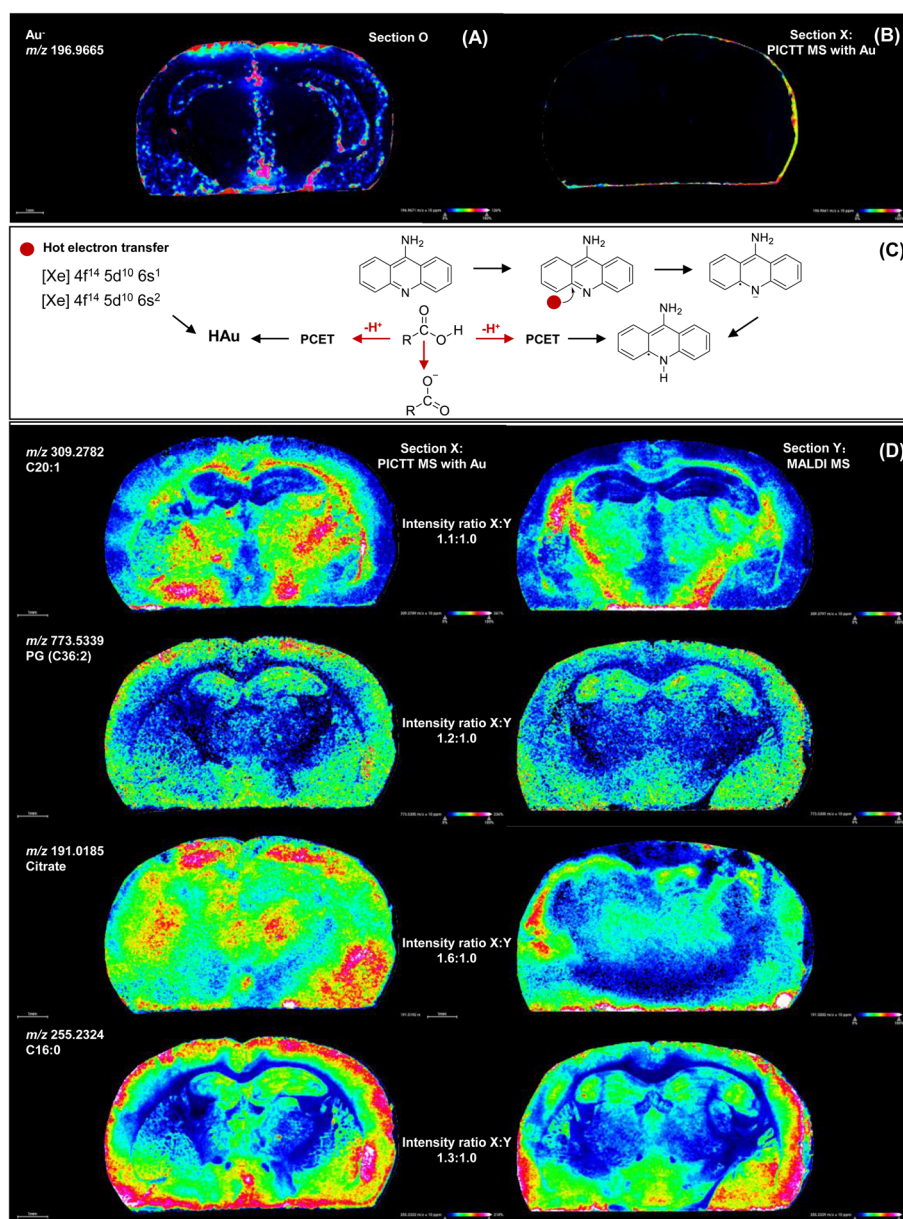 Au-
m/z 196.9665
Section O
(A)
Section X:
PICTT MS with Au
(B)
Hot electron transfer
[Xe] 4f14 5d10 6s1
[Xe] 4f14 5d10 6s2
HAu
PCET
-H+
R
C
O
O
H
-H+
PCET
O−
C
R
O
NH2
N
NH2
N
NH2
N
−
NH2
N
H
(C)
m/z 309.2782
C20:1
Section X:
PICTT MS with Au
Section Y:
MALDI MS
(D)
Intensity ratio X:Y
1.1:1.0
m/z 773.5339
PG (C36:2)
Intensity ratio X:Y
1.2:1.0
m/z 191.0185
Citrate
Intensity ratio X:Y
1.6:1.0
m/z 255.2324
C16:0
Intensity ratio X:Y
1.3:1.0